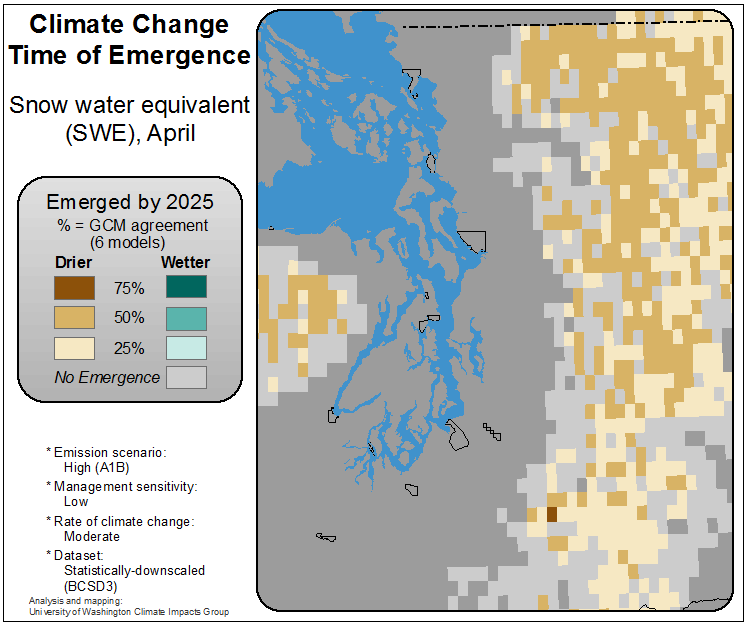 Climate Change
Time of Emergence
Snow water equivalent
(SWE), April
Emerged by 2025
% = GCM agreement
(6 models)
Drier Wetter
75%
50%
25%
No Emergence
* Emission scenario:
High (A1B)
* Management sensitivity:
Low
* Rate of climate change:
Moderate
* Dataset:
Statistically-downscaled
(BCSD3)
Analysis and mapping:
University of Washington Climate Impacts Group